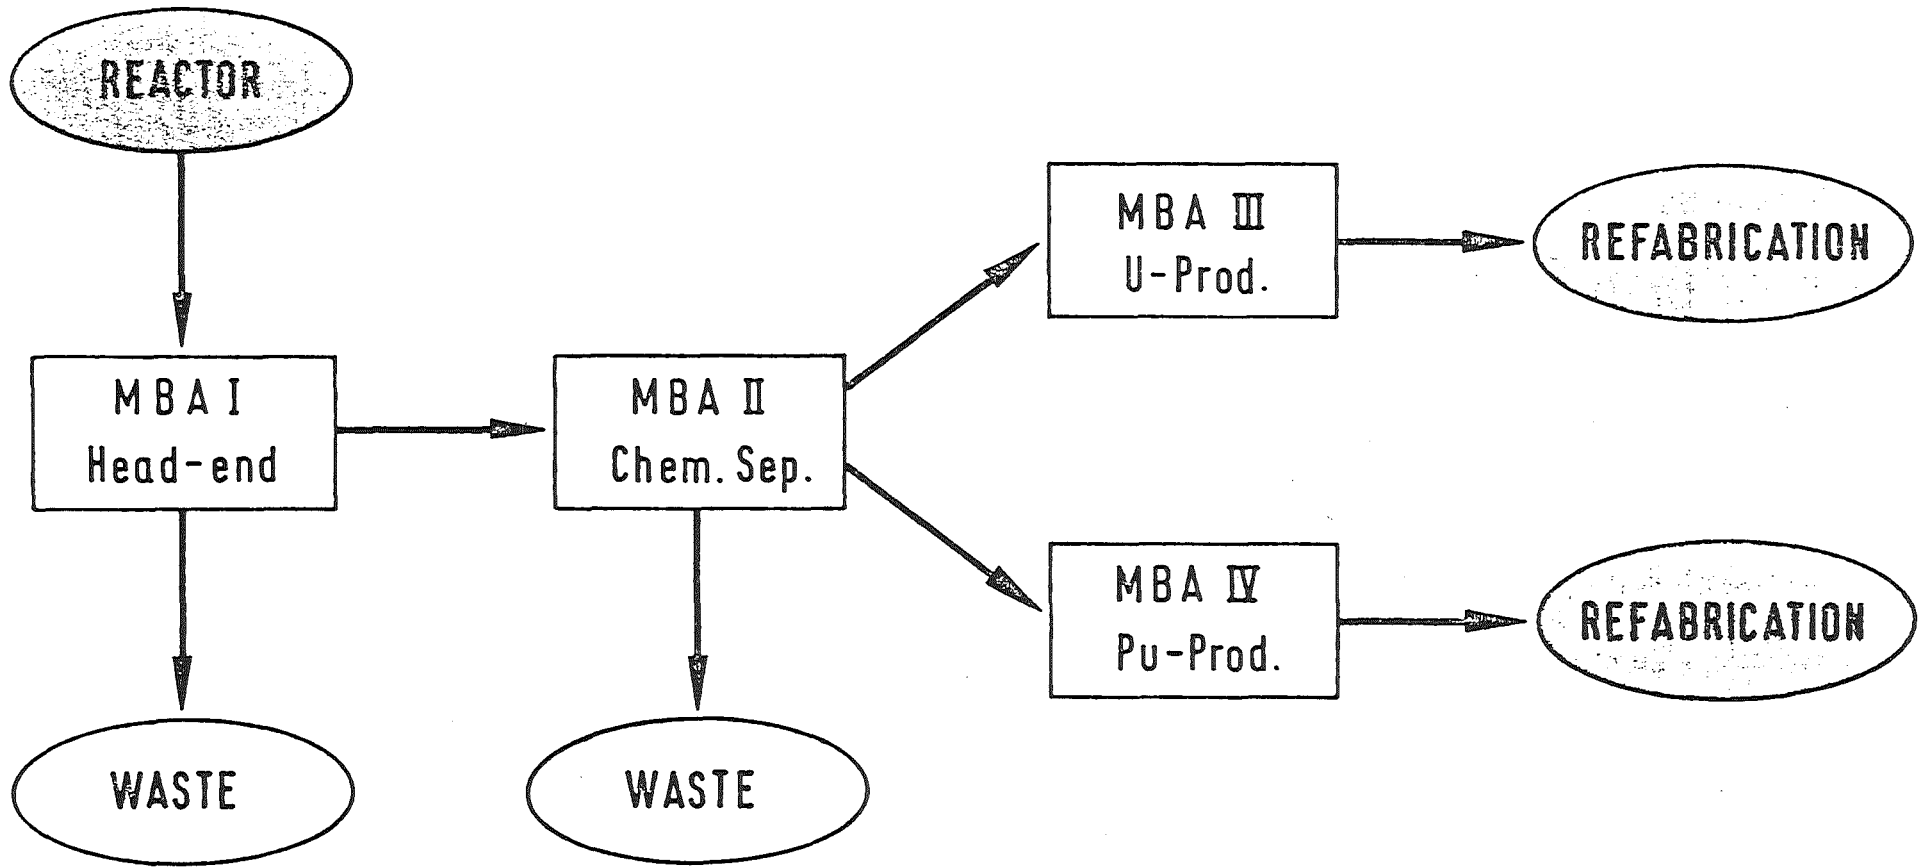 REACTOR
MBA I
Head-end
WASTE
MBA II
Chem. Sep.
WASTE
MBA III
U-Prod.
REFABRICATION
MBA IV
Pu-Prod.
REFABRICATION